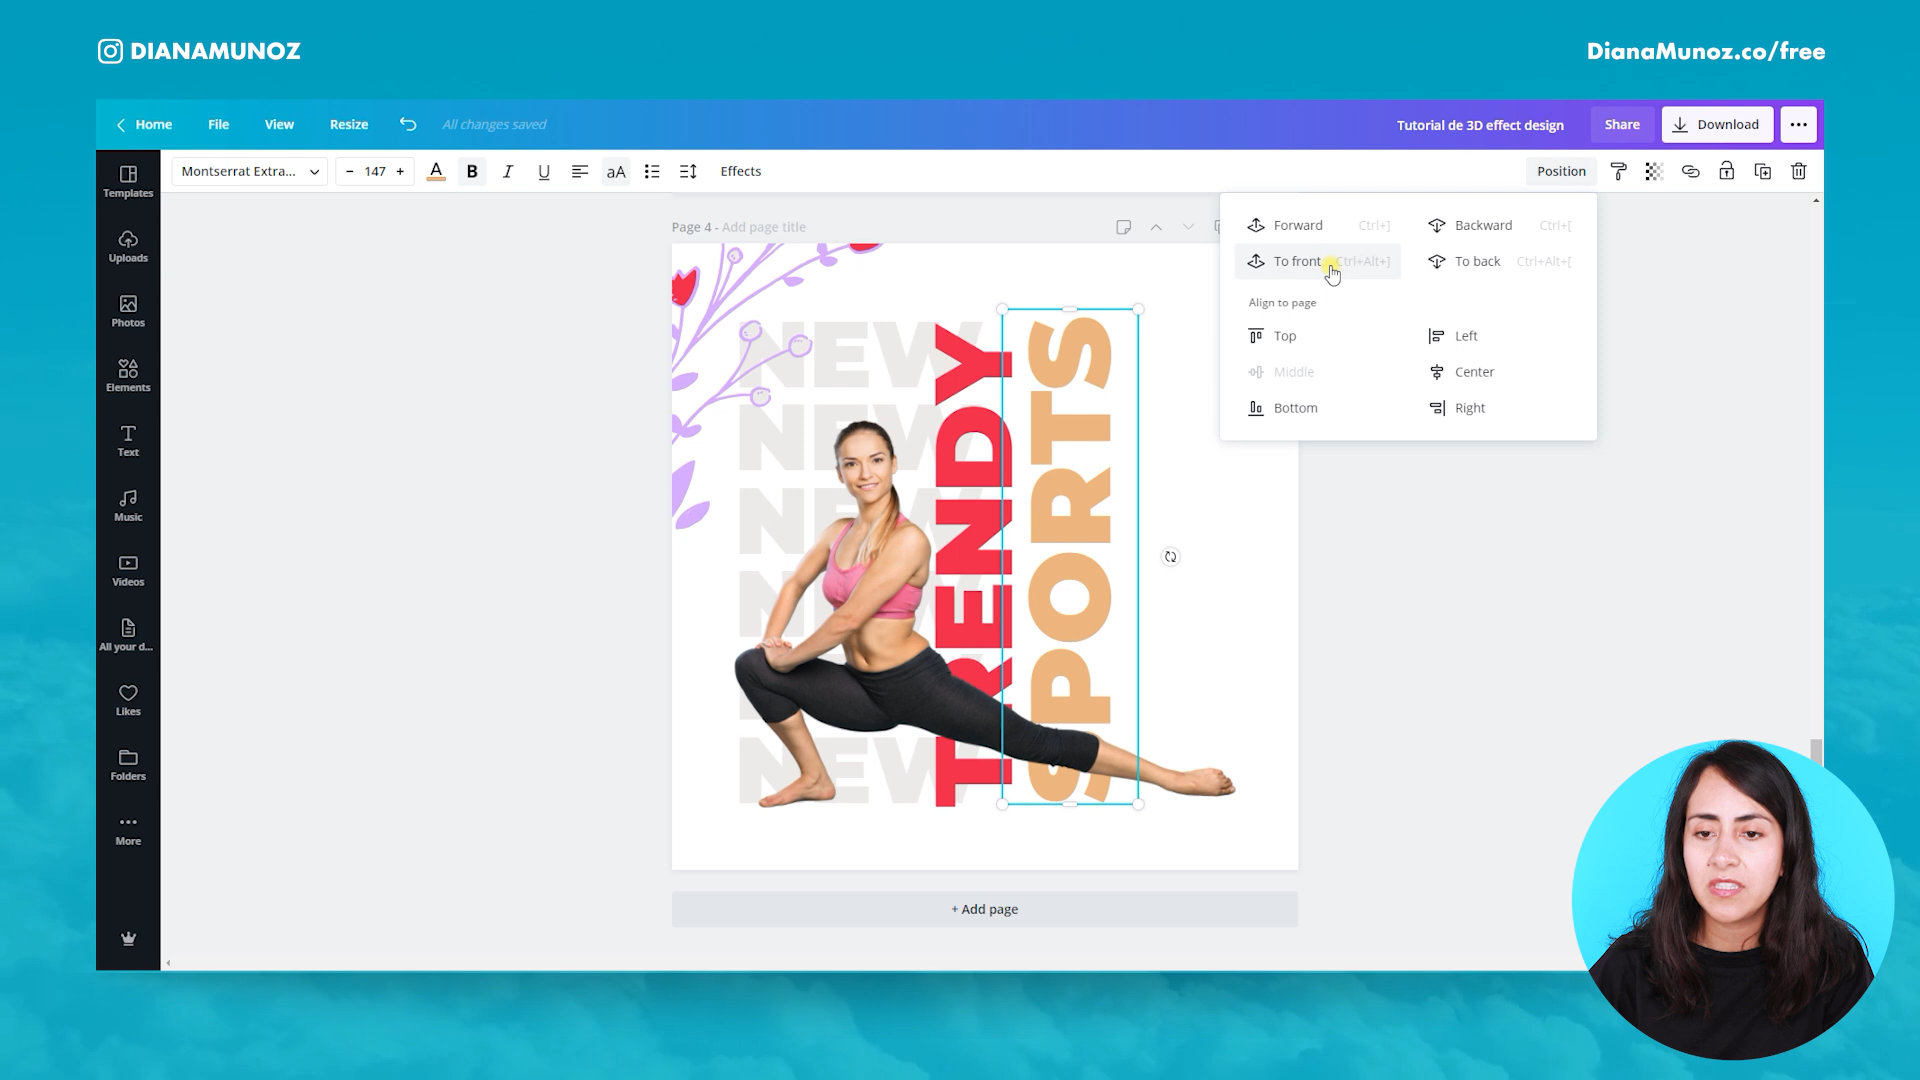 DIANAMUNOZ
DianaMunoz.co/free
Home File View Resize All changes saved
Tutorial de 3D effect design Share Download
Montserrat Extra... - 147 + A B I U aA Effects Position
Templates
Uploads
Photos
Elements
Text
Music
Videos
All your d...
Likes
Folders
More
Page 4 - Add page title
Forward Ctrl+]
Backward Ctrl+[
To front Ctrl+Alt+]
To back Ctrl+Alt+[
Align to page
Top
Left
Middle
Center
Bottom
Right
NEW
NEW
NEW
NEW
NEW
TRENDY
SPORTS
+ Add page